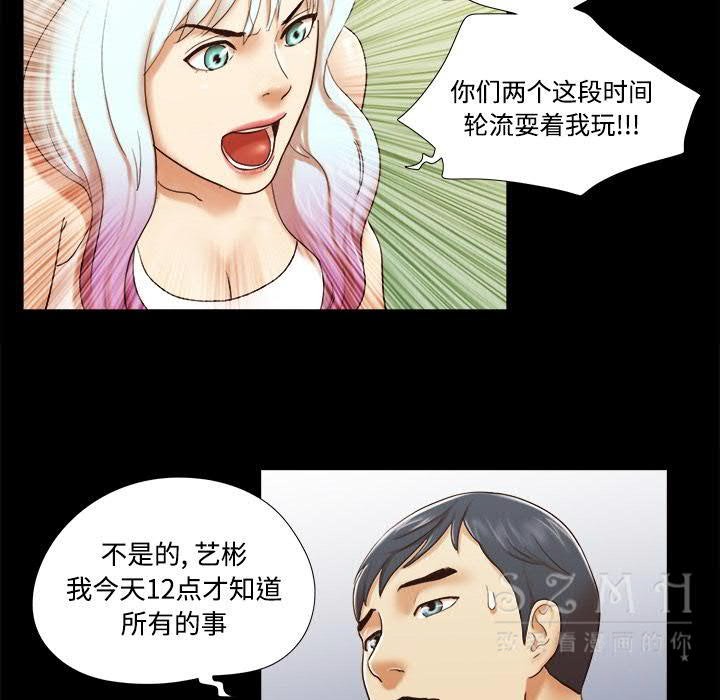 你们两个这段时间
轮流耍着我玩!!!
不是的, 艺彬
我今天12点才知道
所有的事
SZMH
致爱看漫画的你